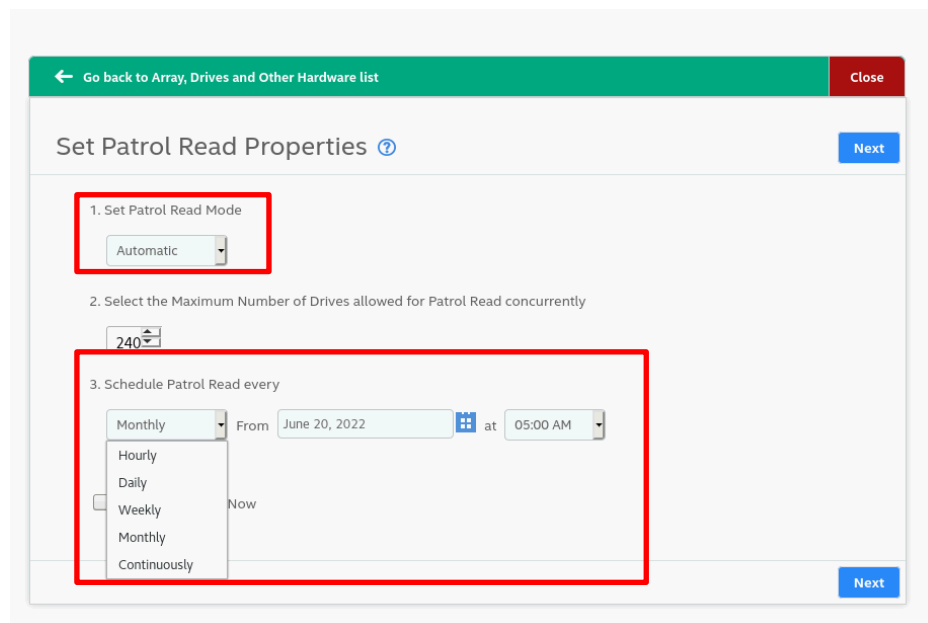 Go back to Array, Drives and Other Hardware list
Close
Set Patrol Read Properties ?
Next
1. Set Patrol Read Mode
Automatic
2. Select the Maximum Number of Drives allowed for Patrol Read concurrently
240
3. Schedule Patrol Read every
Monthly From June 20, 2022 at 05:00 AM
Hourly
Daily
Weekly
Now
Monthly
Continuously
Next